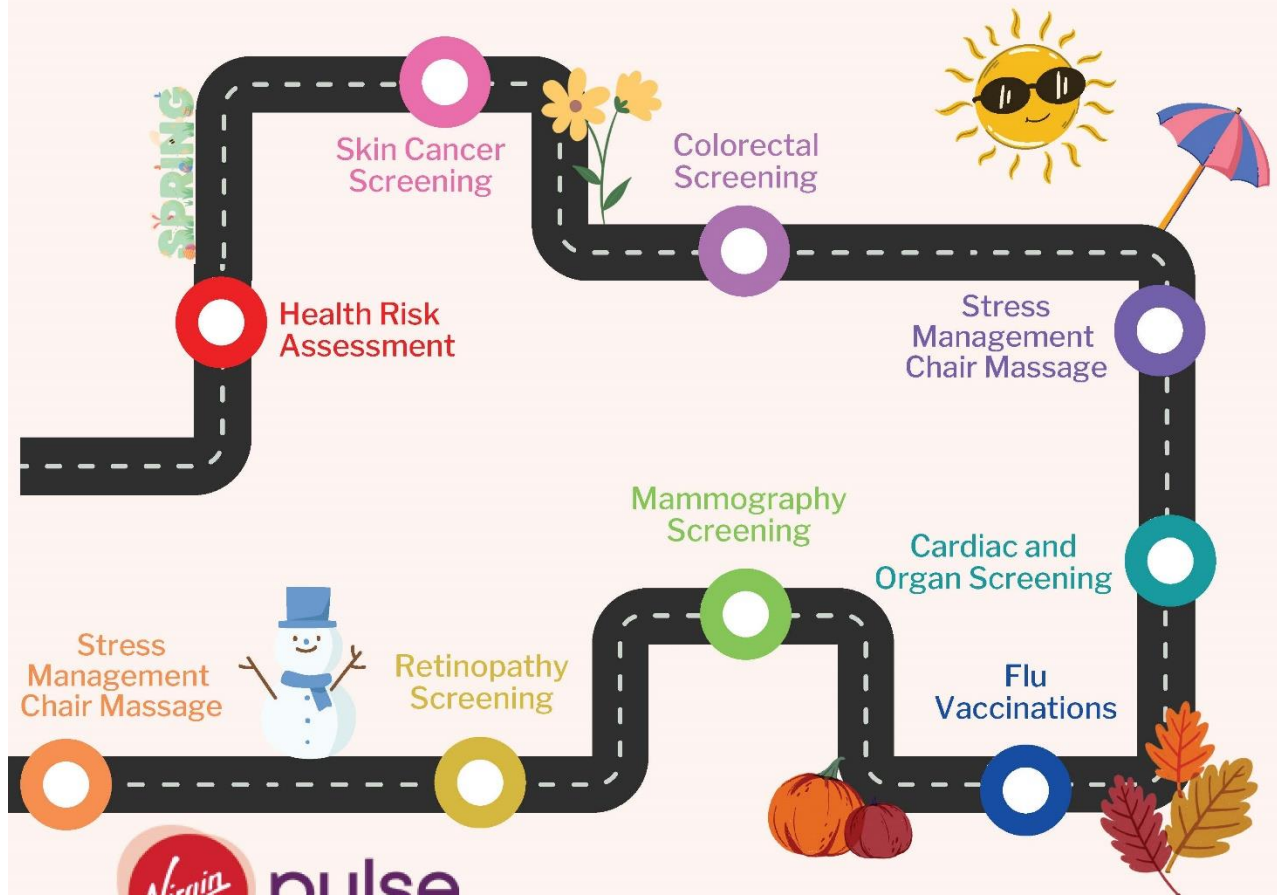 SPRING
Skin Cancer
Screening
Colorectal
Screening
Health Risk
Assessment
Stress
Management
Chair Massage
Mammography
Screening
Cardiac and
Organ Screening
Stress
Management
Chair Massage
Retinopathy
Screening
Flu
Vaccinations
Virgin
pulse